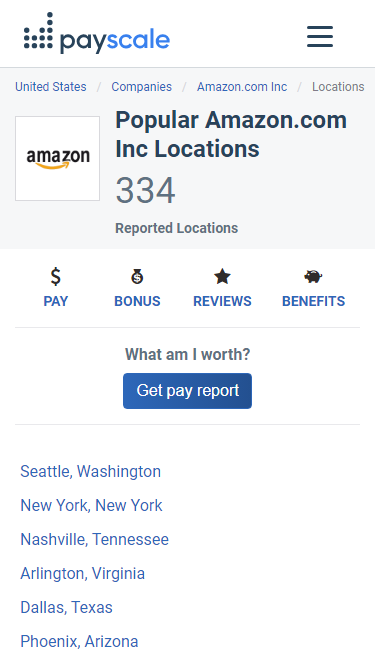 payscale
United States / Companies / Amazon.com Inc / Locations
amazon
Popular Amazon.com
Inc Locations
334
Reported Locations
PAY
BONUS
REVIEWS
BENEFITS
What am I worth?
Get pay report
Seattle, Washington
New York, New York
Nashville, Tennessee
Arlington, Virginia
Dallas, Texas
Phoenix, Arizona